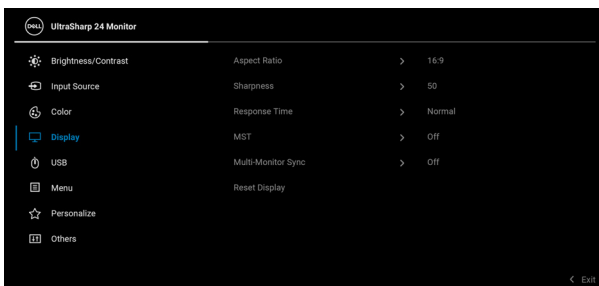 DELL UltraSharp 24 Monitor
Brightness/Contrast Aspect Ratio > 16:9
Input Source Sharpness > 50
Color Response Time > Normal
Display MST > Off
USB Multi-Monitor Sync > Off
Menu Reset Display
Personalize
Others
< Exit